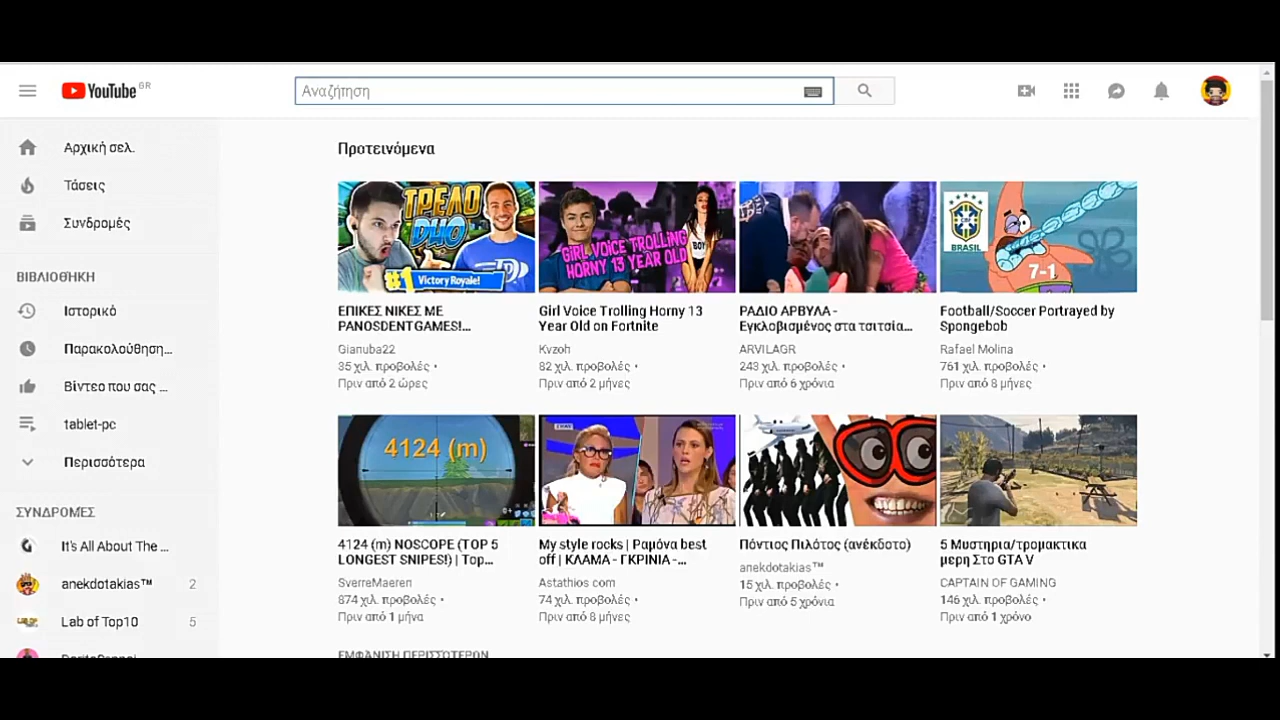 YouTube GR
Αναζήτηση
Αρχική σελ.
Τάσεις
Συνδρομές
ΒΙΒΛΙΟΘΗΚΗ
Ιστορικό
Παρακολούθηση...
Βίντεο που σας ...
tablet-pc
Περισσότερα
ΣΥΝΔΡΟΜΈΣ
It's All About The ...
anekdotakias™ 2
Lab of Top10 5
Προτεινόμενα
ΤΡΕΛΟ
DUO
#1 Victory Royale!
ΕΠΙΚΕΣ ΝΙΚΕΣ ΜΕ
PANOSDENTGAMES!...
Gianuba22
35 χιλ. προβολές •
Πριν από 2 ώρες
GIRL VOICE TROLLING
HORNY 13 YEAR OLD
BOY
Girl Voice Trolling Horny 13
Year Old on Fortnite
Kvzoh
82 χιλ. προβολές •
Πριν από 2 μήνες
ΡΑΔΙΟ ΑΡΒΥΛΑ -
Εγκλοβισμένος στα τσιτσία...
ARVILAGR
243 χιλ. προβολές •
Πριν από 6 χρόνια
BRASIL
7-1
Football/Soccer Portrayed by
Spongebob
Rafael Molina
761 χιλ. προβολές •
Πριν από 8 μήνες
4124 (m)
4124 (m) NOSCOPE (TOP 5
LONGEST SNIPES!) | Top...
SverreMaeren
874 χιλ. προβολές •
Πριν από 1 μήνα
My style rocks | Ραμόνα best
off | ΚΛΑΜΑ - ΓΚΡΙΝΙΑ -...
Astathios com
74 χιλ. προβολές •
Πριν από 8 μήνες
Πόντιος Πιλότος (ανέκδοτο)
anekdotakias™
15 χιλ. προβολές •
Πριν από 5 χρόνια
5 Μυστηρια/τρομακτικα
μερη Στο GTA V
CAPTAIN OF GAMING
146 χιλ. προβολές •
Πριν από 1 χρόνο
ΕΜΦΆΝΙΣΗ ΠΕΡΙΣΣΌΤΕΡΩΝ